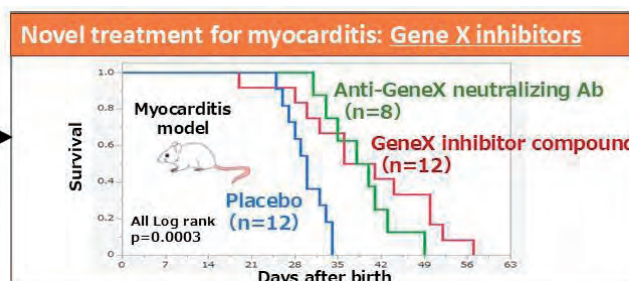 Novel treatment for myocarditis: Gene X inhibitors
1.0
0.8
0.6
0.4
0.2
0
Survival
Myocarditis
model
Anti-GeneX neutralizing Ab
(n=8)
GeneX inhibitor compound
(n=12)
Placebo
(n=12)
All Log rank
p=0.0003
0 7 14 21 28 35 42 49 56 63
Days after birth